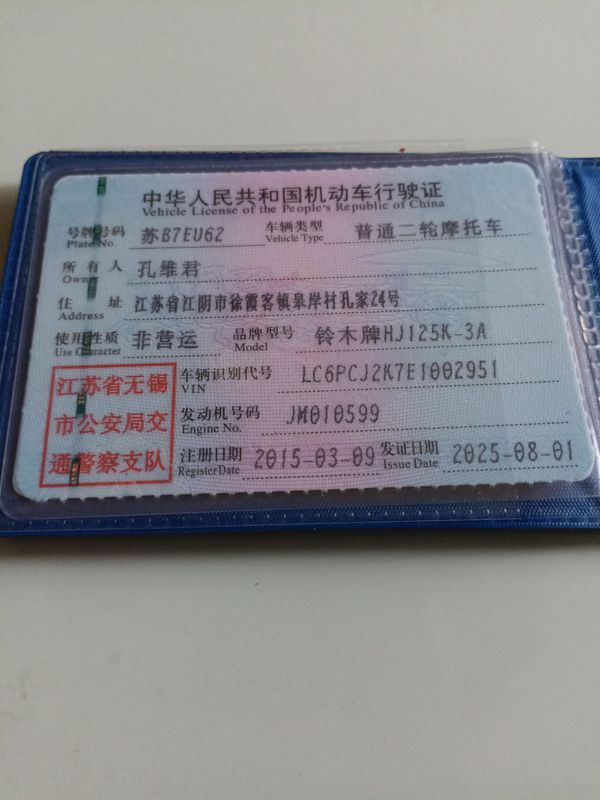 中华人民共和国机动车行驶证
Vehicle License of the People's Republic of China
号牌号码 苏B7EU62 车辆类型 普通二轮摩托车
Plate No. Vehicle Type
所有人 孔维君
Owner
住址 江苏省江阴市徐霞客镇皋岸村孔家24号
Address
使用性质 非营运 品牌型号 铃木牌HJ125K-3A
Use Character Model
车辆识别代号 LC6PCJ2K7E1002951
VIN
发动机号码 JM010599
Engine No.
注册日期 2015-03-09 发证日期 2025-08-01
Register Date Issue Date
江苏省无锡
市公安局交
通警察支队